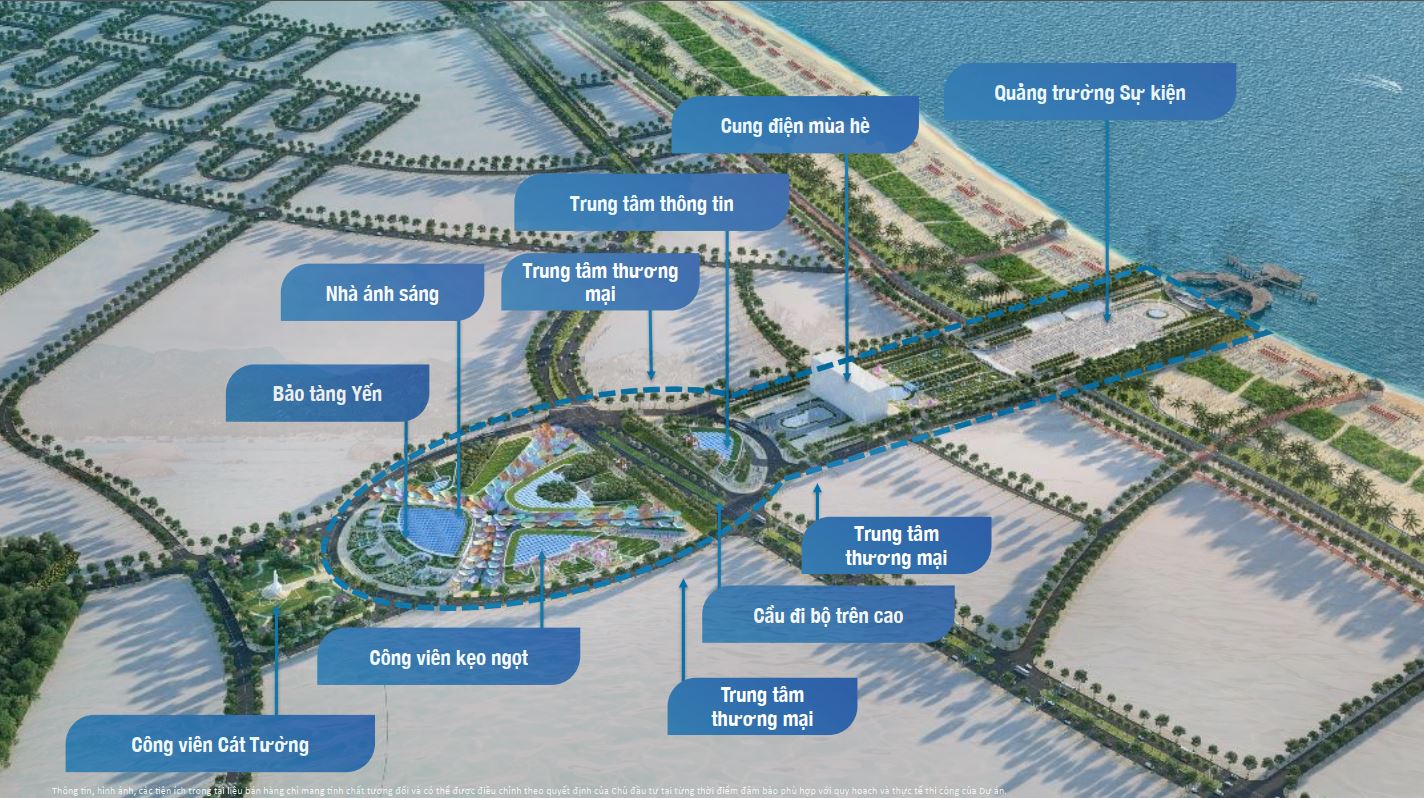 Quảng trường Sự kiện
Cung điện mùa hè
Trung tâm thông tin
Trung tâm thương
mại
Nhà ánh sáng
Bảo tàng Yến
Trung tâm
thương mại
Cầu đi bộ trên cao
Công viên kẹo ngọt
Trung tâm
thương mại
Công viên Cát Tường
Thông tin, hình ảnh, các tiện ích trong tài liệu bán hàng chỉ mang tính chất tương đối và có thể được điều chỉnh theo quyết định của Chủ đầu tư tại từng thời điểm đảm bảo phù hợp với quy hoạch và thực tế thi công của Dự án.